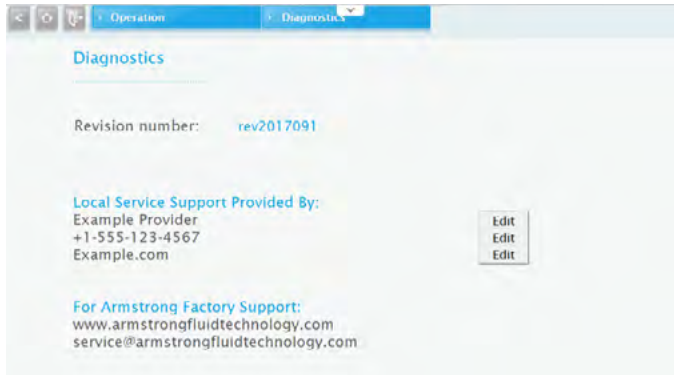 Operation
Diagnostics
Diagnostics
Revision number: rev2017091
Local Service Support Provided By:
Example Provider
Edit
+1-555-123-4567
Edit
Example.com
Edit
For Armstrong Factory Support:
www.armstrongfluidtechnology.com
service@armstrongfluidtechnology.com